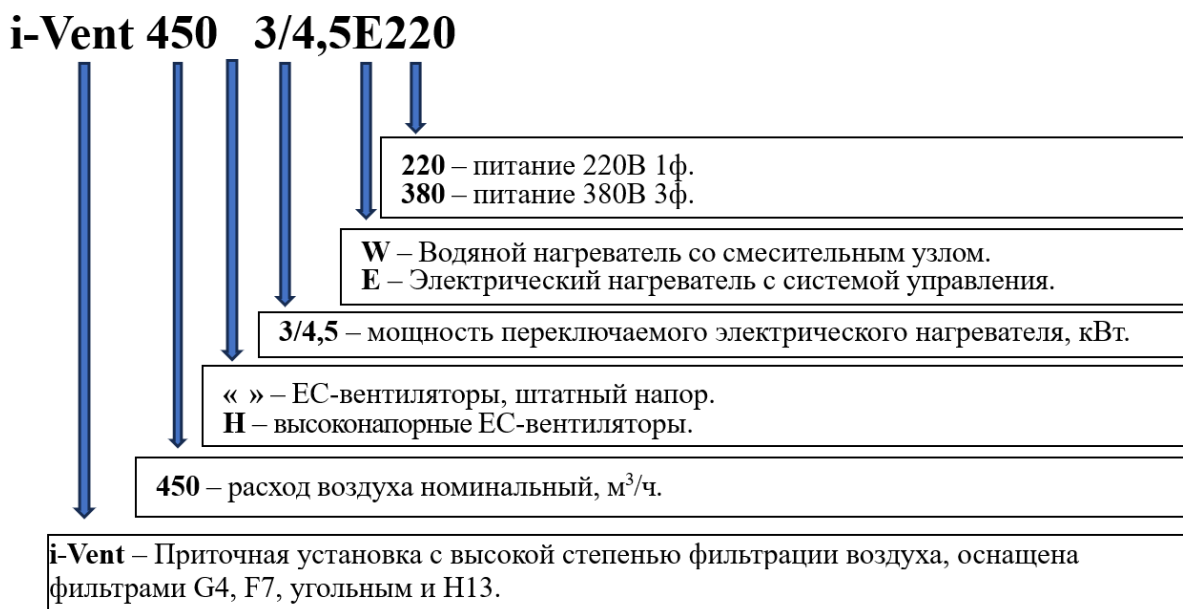 i-Vent 450 3/4,5E220
220 – питание 220В 1ф.
380 – питание 380В 3ф.
W – Водяной нагреватель со смесительным узлом.
E – Электрический нагреватель с системой управления.
3/4,5 – мощность переключаемого электрического нагревателя, кВт.
« » – ЕС-вентиляторы, штатный напор.
Н – высоконапорные ЕС-вентиляторы.
450 – расход воздуха номинальный, м³/ч.
i-Vent – Приточная установка с высокой степенью фильтрации воздуха, оснащена
фильтрами G4, F7, угольным и H13.